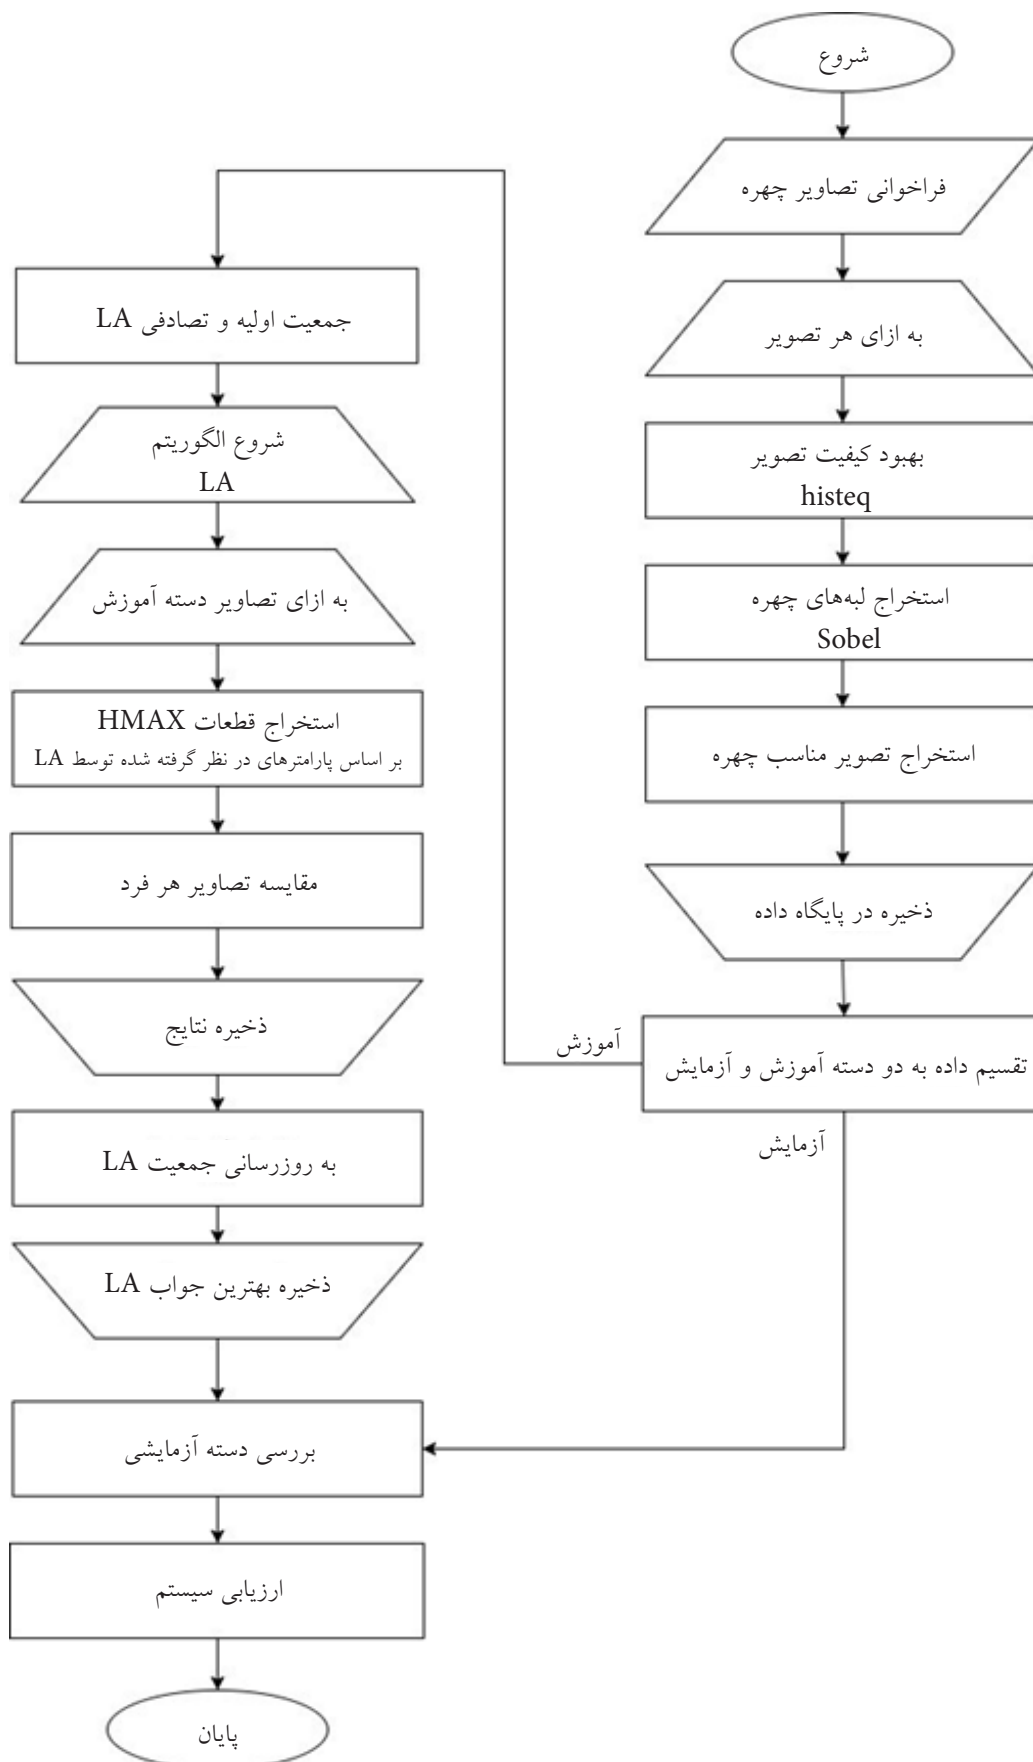 شروع
فراخوانی تصاویر چهره
به ازای هر تصویر
بهبود کیفیت تصویر
histeq
استخراج لبه‌های چهره
Sobel
استخراج تصویر مناسب چهره
ذخیره در پایگاه داده
تقسیم داده به دو دسته آموزش و آزمایش
آموزش
آزمایش
جمعیت اولیه و تصادفی LA
شروع الگوریتم
LA
به ازای تصاویر دسته آموزش
استخراج قطعات HMAX
بر اساس پارامترهای در نظر گرفته شده توسط LA
مقایسه تصاویر هر فرد
ذخیره نتایج
به روزرسانی جمعیت LA
ذخیره بهترین جواب LA
بررسی دسته آزمایشی
ارزیابی سیستم
پایان